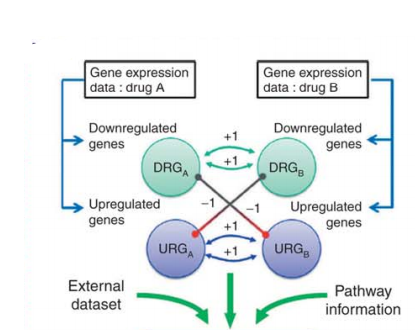 Gene expression
data : drug A
Gene expression
data : drug B
Downregulated
genes
Downregulated
genes
+1
+1
DRGA
DRGB
Upregulated
genes
−1
−1
Upregulated
genes
+1
+1
URGA
URGB
External
dataset
Pathway
information